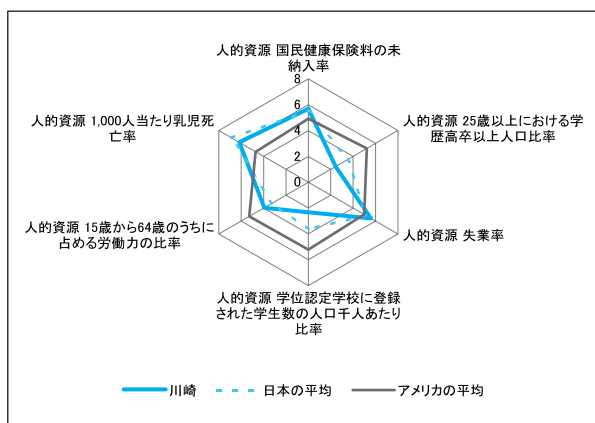 人的資源 国民健康保険料の未
納入率
8
6
4
2
0
人的資源 25歳以上における学
歴高卒以上人口比率
人的資源 失業率
人的資源 学位認定学校に登録
された学生数の人口千人あたり
比率
人的資源 15歳から64歳のうちに
占める労働力の比率
人的資源 1,000人当たり乳児死
亡率
川崎
日本の平均
アメリカの平均